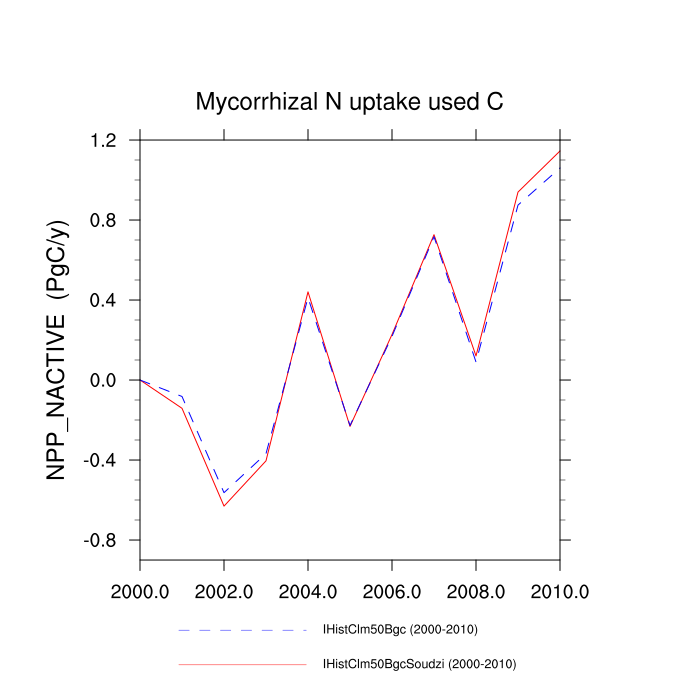 Mycorrhizal N uptake used C
NPP_NACTIVE (PgC/y)
1.2
0.8
0.4
0.0
-0.4
-0.8
2000.0 2002.0 2004.0 2006.0 2008.0 2010.0
IHistClm50Bgc (2000-2010)
IHistClm50BgcSoudzi (2000-2010)